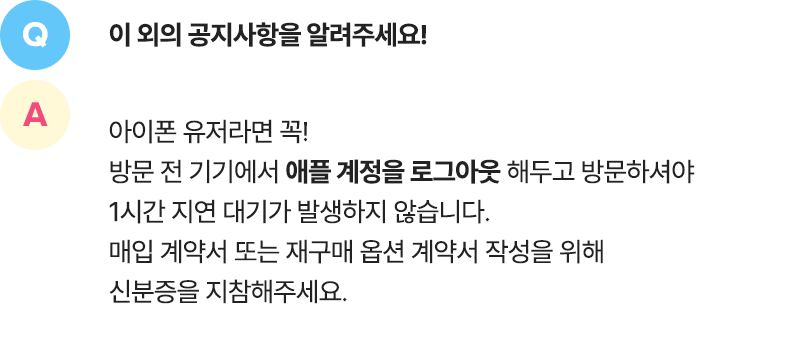 Q
이 외의 공지사항을 알려주세요!
A
아이폰 유저라면 꼭!
방문 전 기기에서 애플 계정을 로그아웃 해두고 방문하셔야
1시간 지연 대기가 발생하지 않습니다.
매입 계약서 또는 재구매 옵션 계약서 작성을 위해
신분증을 지참해주세요.